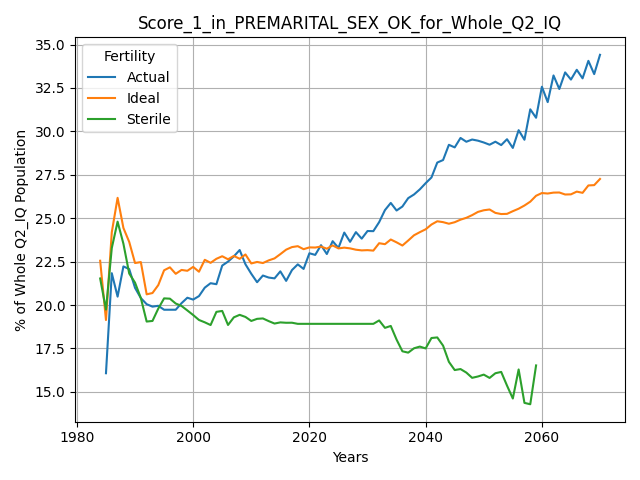 Score_1_in_PREMARITAL_SEX_OK_for_Whole_Q2_IQ
Fertility
Actual
Ideal
Sterile
% of Whole Q2_IQ Population
35.0
32.5
30.0
27.5
25.0
22.5
20.0
17.5
15.0
1980
2000
2020
2040
2060
Years